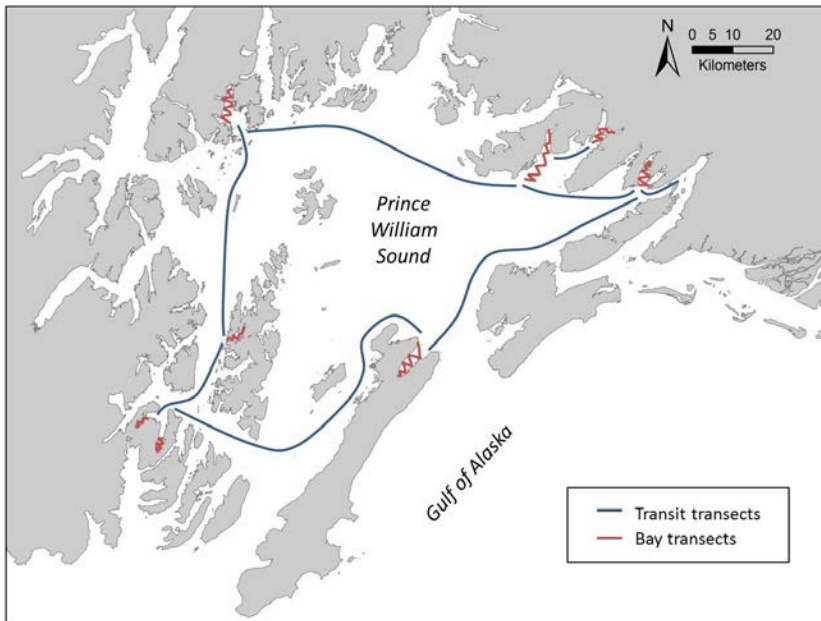 N
0 5 10 20
Kilometers
Prince
William
Sound
Gulf of Alaska
Transit transects
Bay transects